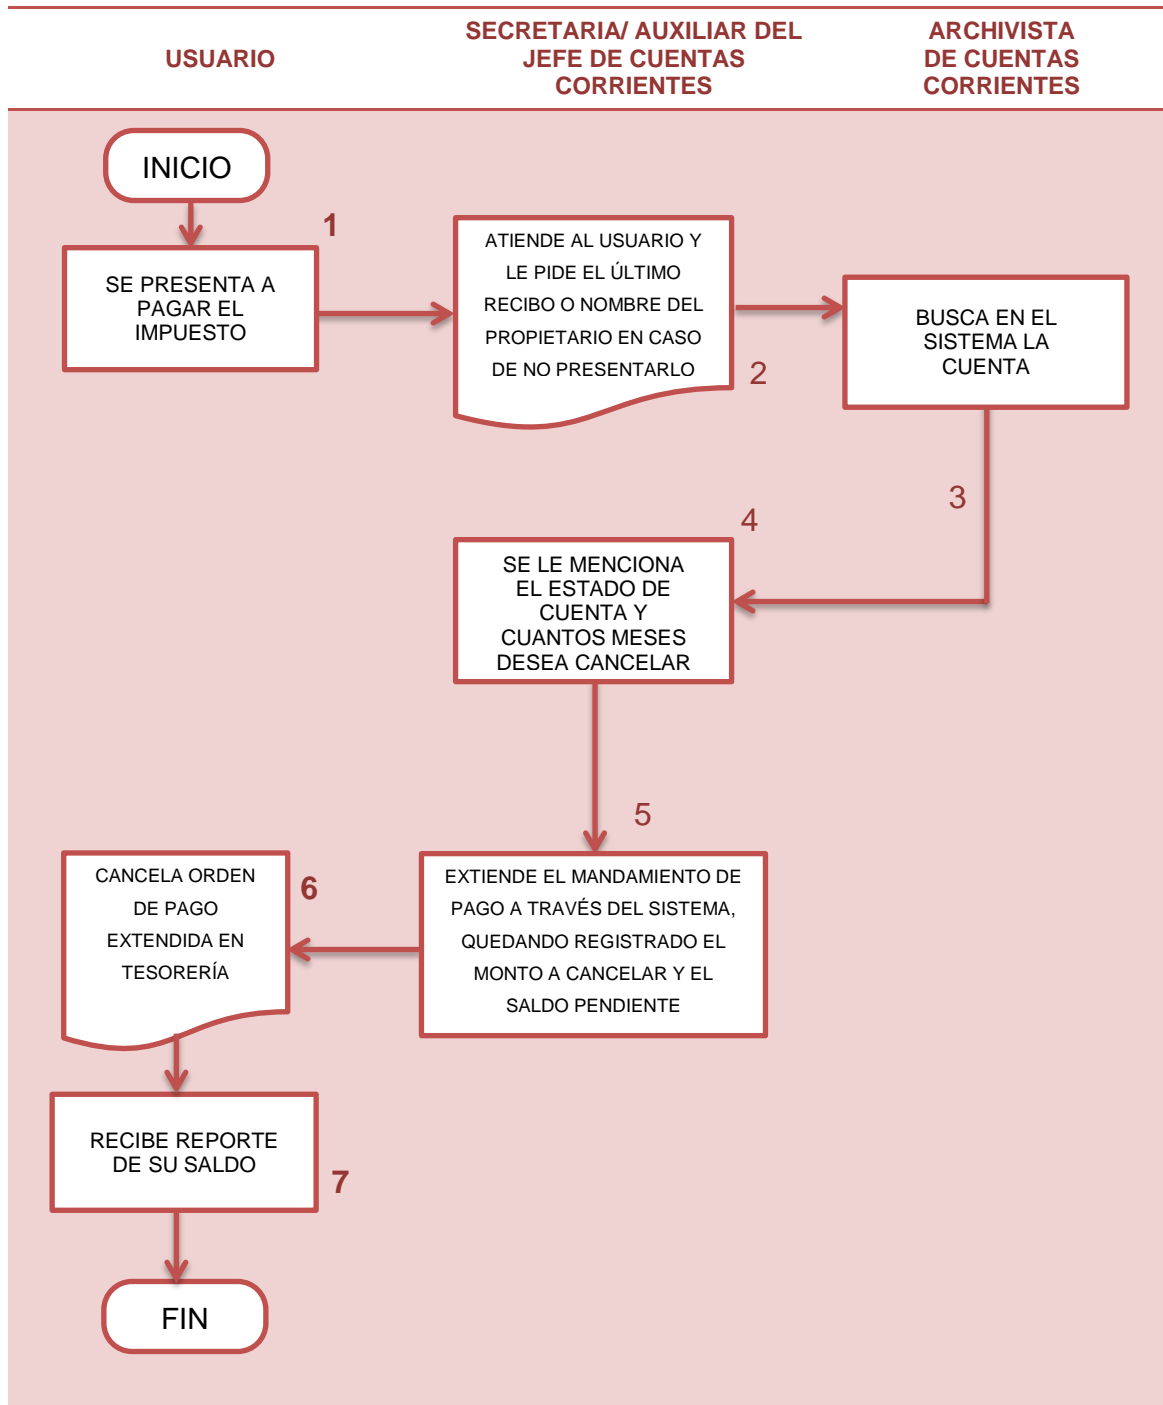 USUARIO
SECRETARIA/ AUXILIAR DEL
JEFE DE CUENTAS
CORRIENTES
ARCHIVISTA
DE CUENTAS
CORRIENTES
INICIO
1
SE PRESENTA A
PAGAR EL
IMPUESTO
ATIENDE AL USUARIO Y
LE PIDE EL ÚLTIMO
RECIBO O NOMBRE DEL
PROPIETARIO EN CASO
DE NO PRESENTARLO
2
BUSCA EN EL
SISTEMA LA
CUENTA
3
4
SE LE MENCIONA
EL ESTADO DE
CUENTA Y
CUANTOS MESES
DESEA CANCELAR
5
EXTIENDE EL MANDAMIENTO DE
PAGO A TRAVÉS DEL SISTEMA,
QUEDANDO REGISTRADO EL
MONTO A CANCELAR Y EL
SALDO PENDIENTE
CANCELA ORDEN
DE PAGO
EXTENDIDA EN
TESORERÍA
6
RECIBE REPORTE
DE SU SALDO
7
FIN